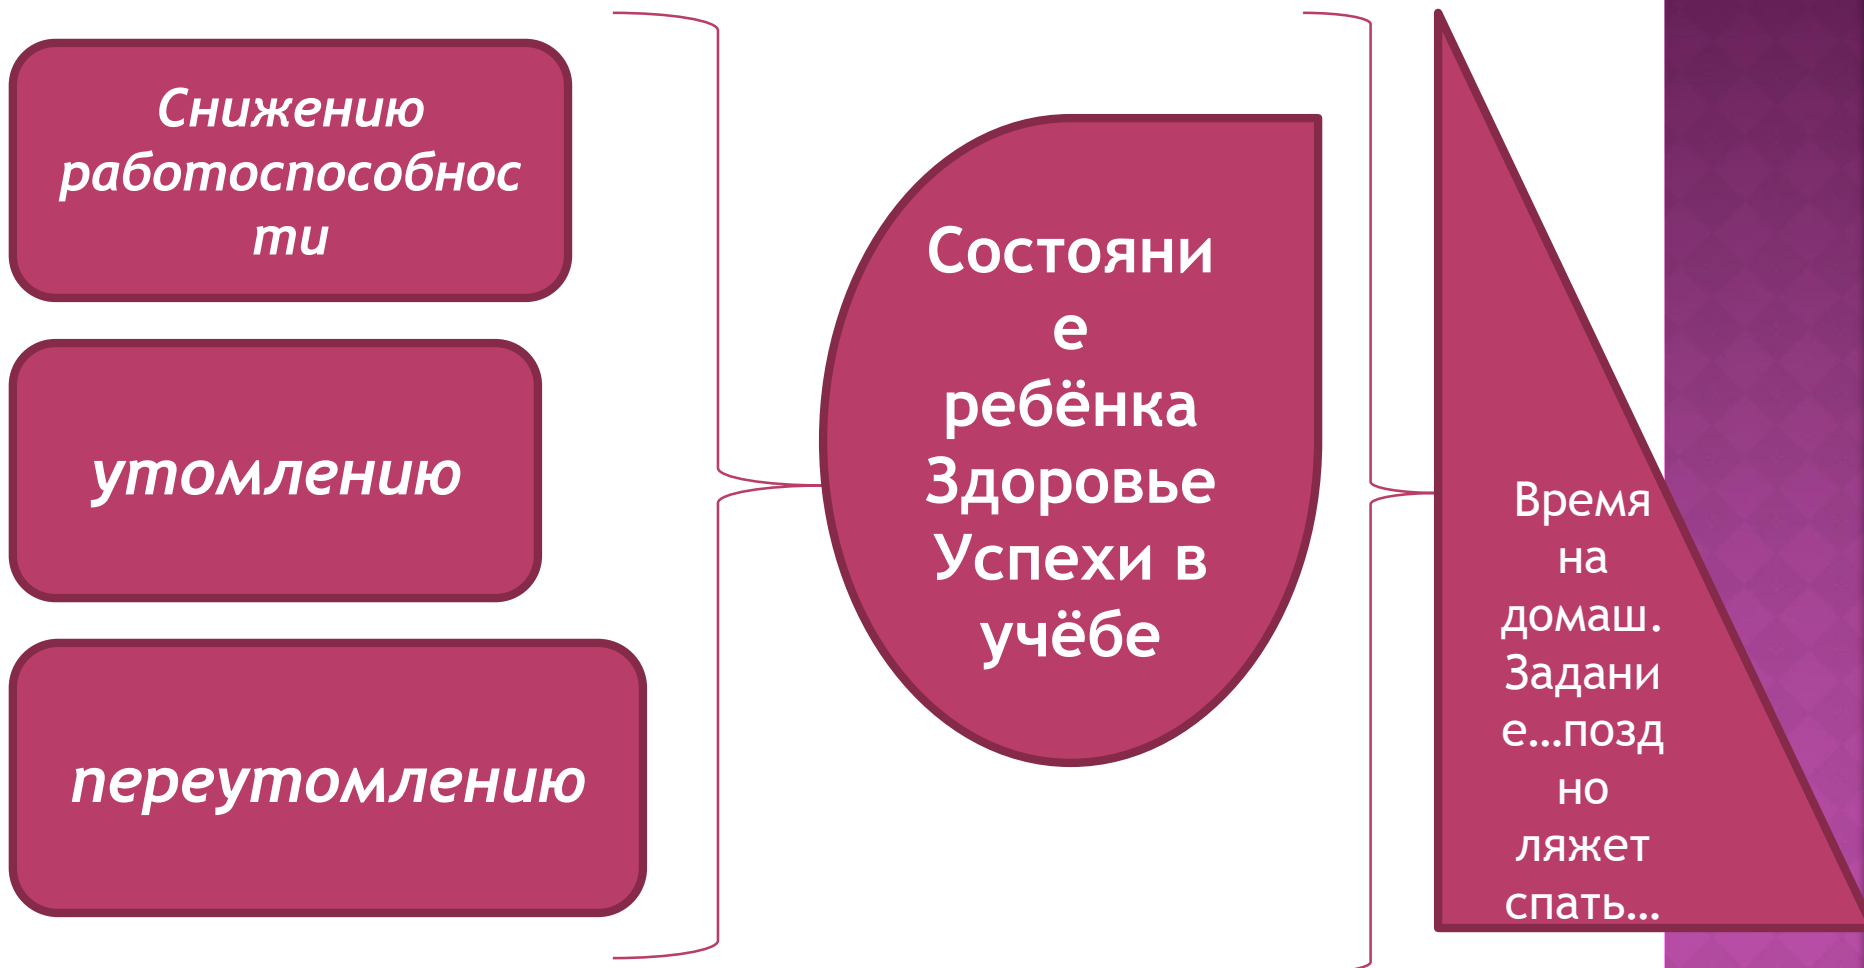 Снижению
работоспособнос
ти
утомлению
переутомлению
Состояни
е
ребёнка
Здоровье
Успехи в
учёбе
Время
на
домаш.
Задани
е…позд
но
ляжет
спать…